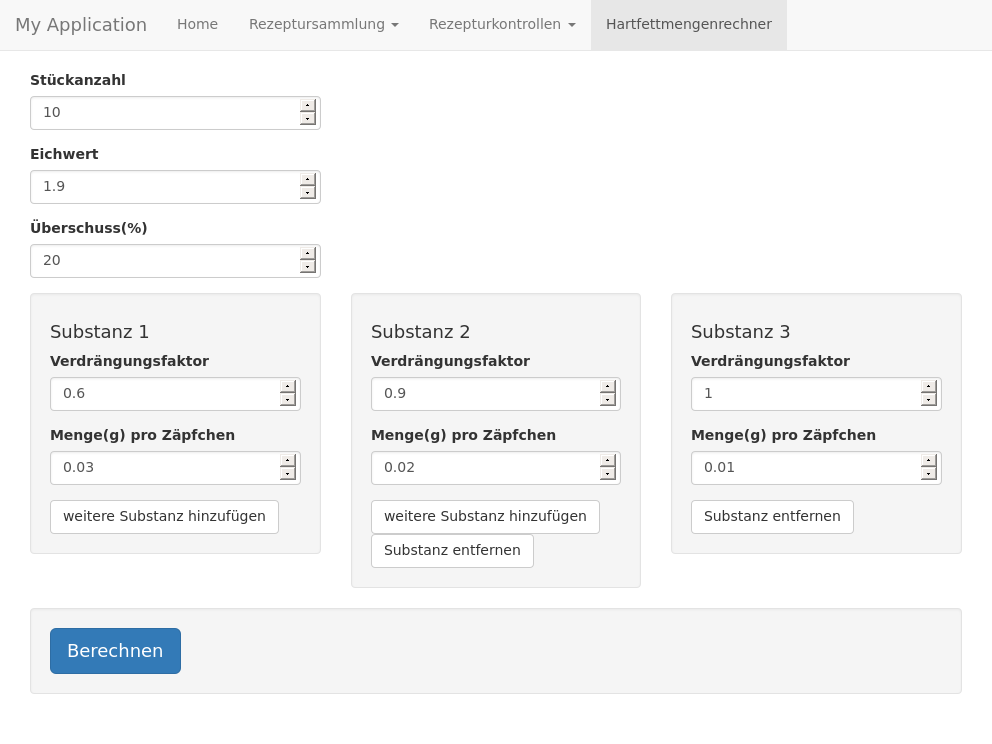 My Application Home Rezeptursammlung Rezepturkontrollen Hartfettmengenrechner
Stückanzahl
10
Eichwert
1.9
Überschuss(%)
20
Substanz 1
Verdrängungsfaktor
0.6
Menge(g) pro Zäpfchen
0.03
weitere Substanz hinzufügen
Substanz 2
Verdrängungsfaktor
0.9
Menge(g) pro Zäpfchen
0.02
weitere Substanz hinzufügen
Substanz entfernen
Substanz 3
Verdrängungsfaktor
1
Menge(g) pro Zäpfchen
0.01
Substanz entfernen
Berechnen